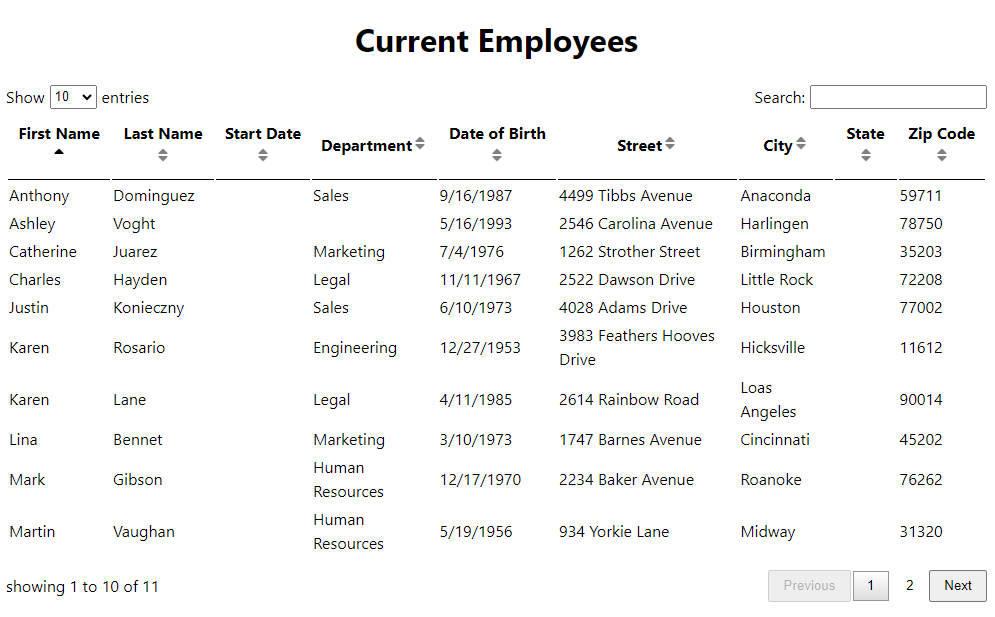 Current Employees
Show 10 entries Search:
First Name Last Name Start Date Department Date of Birth Street City State Zip Code
Anthony Dominguez Sales 9/16/1987 4499 Tibbs Avenue Anaconda 59711
Ashley Voght 5/16/1993 2546 Carolina Avenue Harlingen 78750
Catherine Juarez Marketing 7/4/1976 1262 Strother Street Birmingham 35203
Charles Hayden Legal 11/11/1967 2522 Dawson Drive Little Rock 72208
Justin Konieczny Sales 6/10/1973 4028 Adams Drive Houston 77002
Karen Rosario Engineering 12/27/1953 3983 Feathers Hooves Drive Hicksville 11612
Karen Lane Legal 4/11/1985 2614 Rainbow Road Loas Angeles 90014
Lina Bennet Marketing 3/10/1973 1747 Barnes Avenue Cincinnati 45202
Mark Gibson Human Resources 12/17/1970 2234 Baker Avenue Roanoke 76262
Martin Vaughan Human Resources 5/19/1956 934 Yorkie Lane Midway 31320
showing 1 to 10 of 11 Previous 1 2 Next